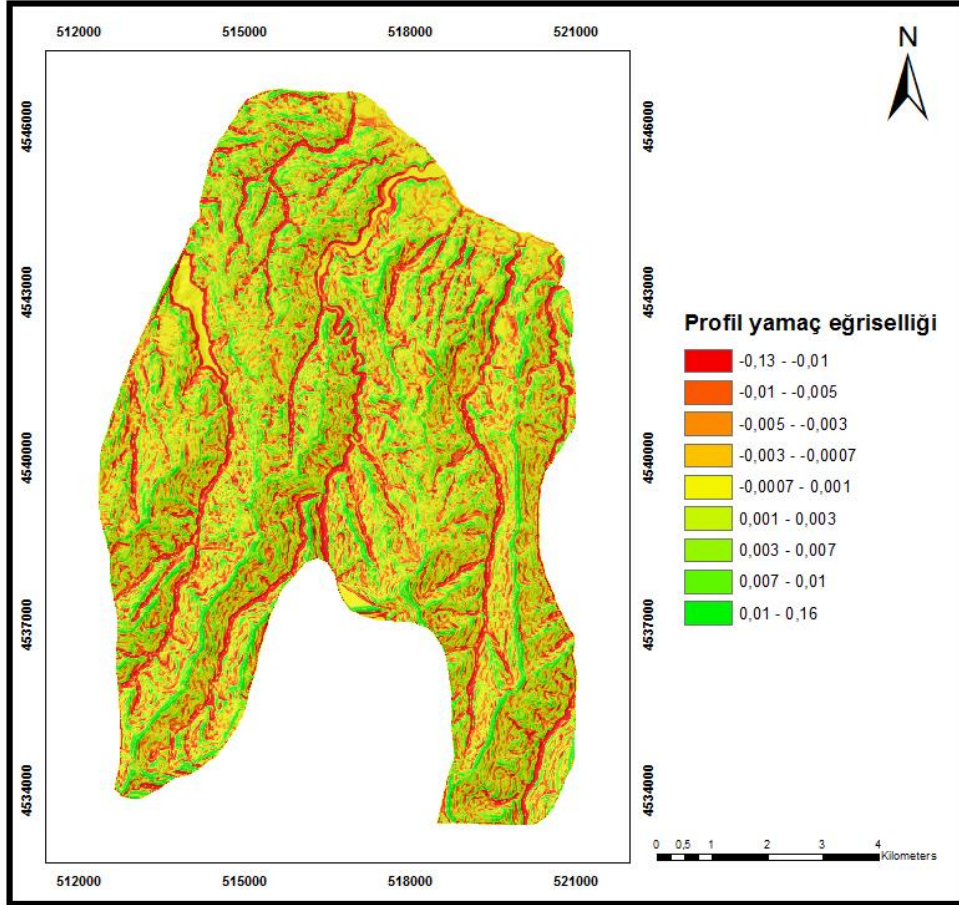 512000 515000 518000 521000
N
4546000 4546000
4543000 4543000
Profil yamaç eğriselliği
-0,13 - -0,01
-0,01 - -0,005
-0,005 - -0,003
-0,003 - -0,0007
-0,0007 - 0,001
0,001 - 0,003
0,003 - 0,007
0,007 - 0,01
0,01 - 0,16
4540000 4540000
4537000 4537000
4534000 4534000
0 0,5 1 2 3 4
Kilometers
512000 515000 518000 521000